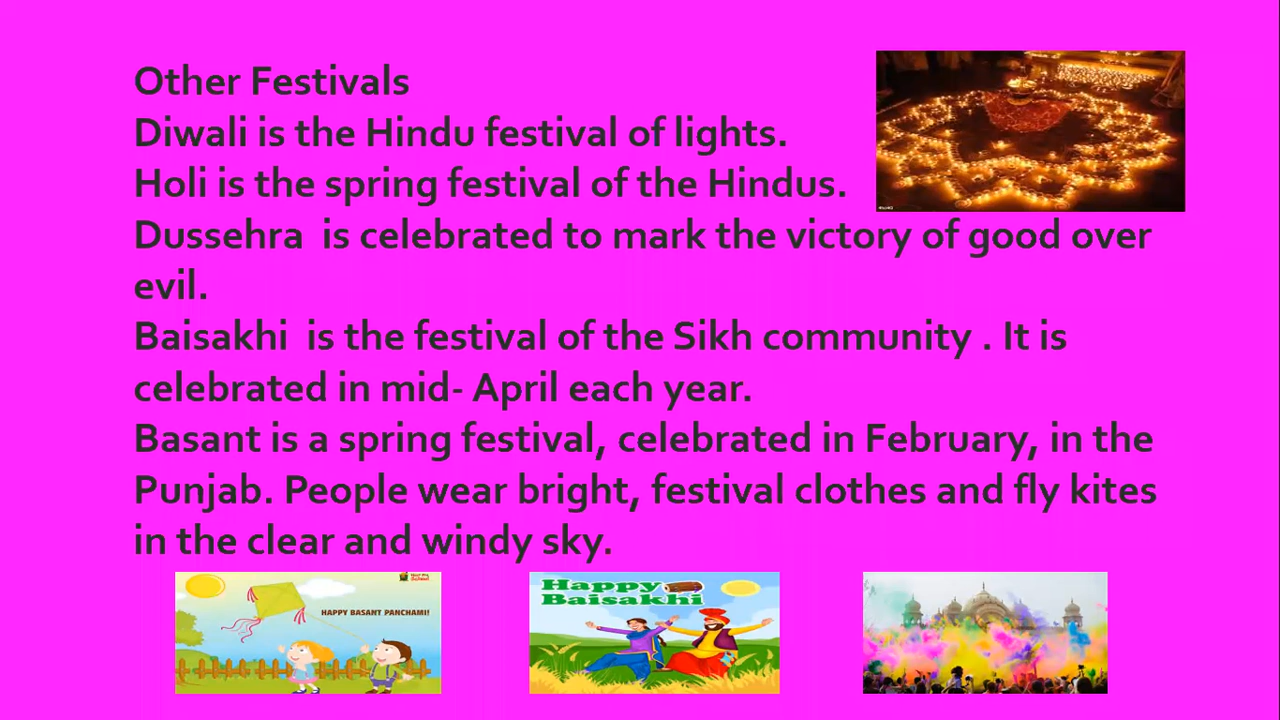 Other Festivals
Diwali is the Hindu festival of lights.
Holi is the spring festival of the Hindus.
Dussehra  is celebrated to mark the victory of good over
evil.
Baisakhi  is the festival of the Sikh community . It is
celebrated in mid- April each year.
Basant is a spring festival, celebrated in February, in the
Punjab. People wear bright, festival clothes and fly kites
in the clear and windy sky.
HAPPY BASANT PANCHAMI!
Happy
Baisakhi